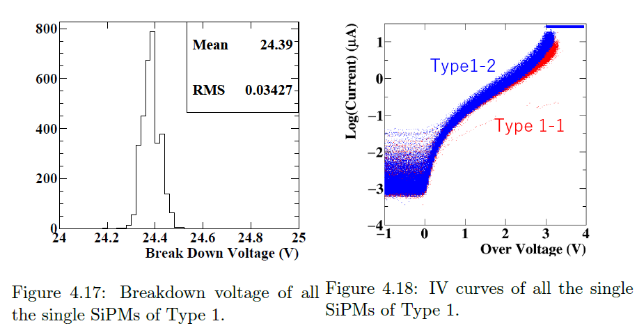 800
600
400
200
0
24
24.2
24.4
24.6
24.8
25
Break Down Voltage (V)
Mean 24.39
RMS 0.03427
Log(Current) (μA)
1
0
−1
−2
−3
−4
−1
0
1
2
3
4
Over Voltage (V)
Type1-2
Type 1-1
Figure 4.17: Breakdown voltage of all
the single SiPMs of Type 1.
Figure 4.18: IV curves of all the single
SiPMs of Type 1.